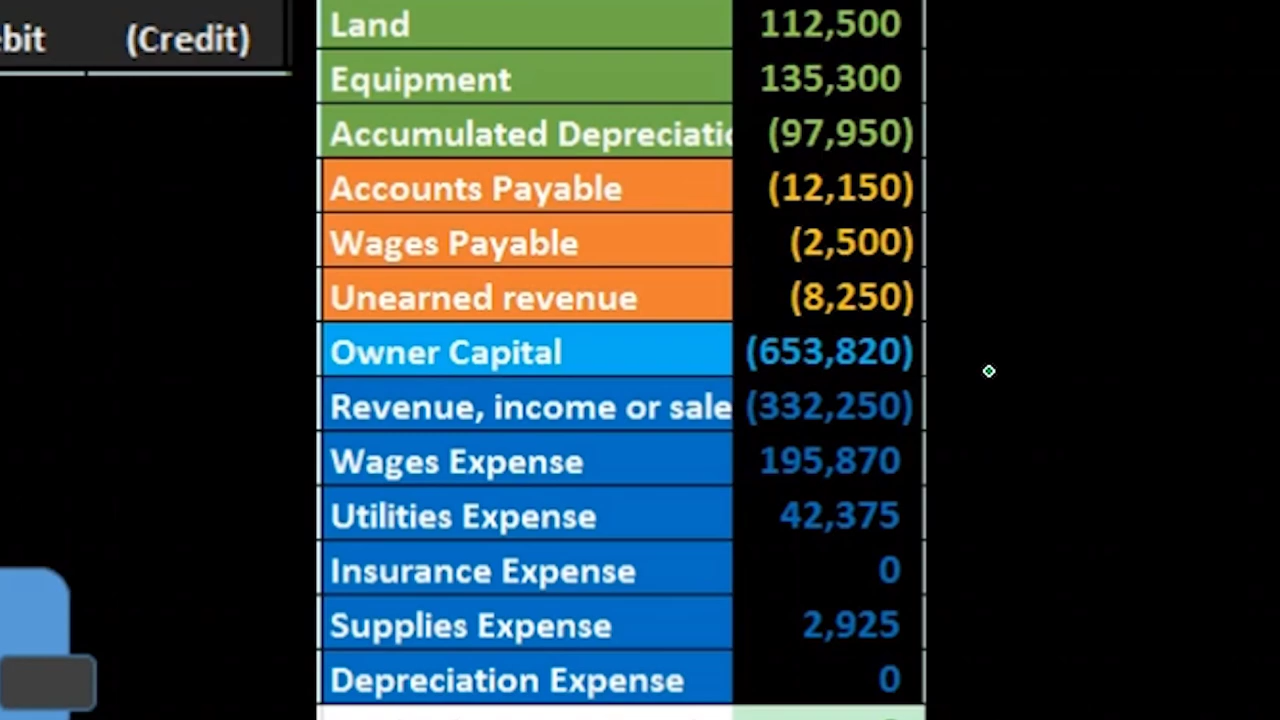 ebit (Credit)
Land 112,500
Equipment 135,300
Accumulated Depreciatio (97,950)
Accounts Payable (12,150)
Wages Payable (2,500)
Unearned revenue (8,250)
Owner Capital (653,820)
Revenue, income or sale (332,250)
Wages Expense 195,870
Utilities Expense 42,375
Insurance Expense 0
Supplies Expense 2,925
Depreciation Expense 0